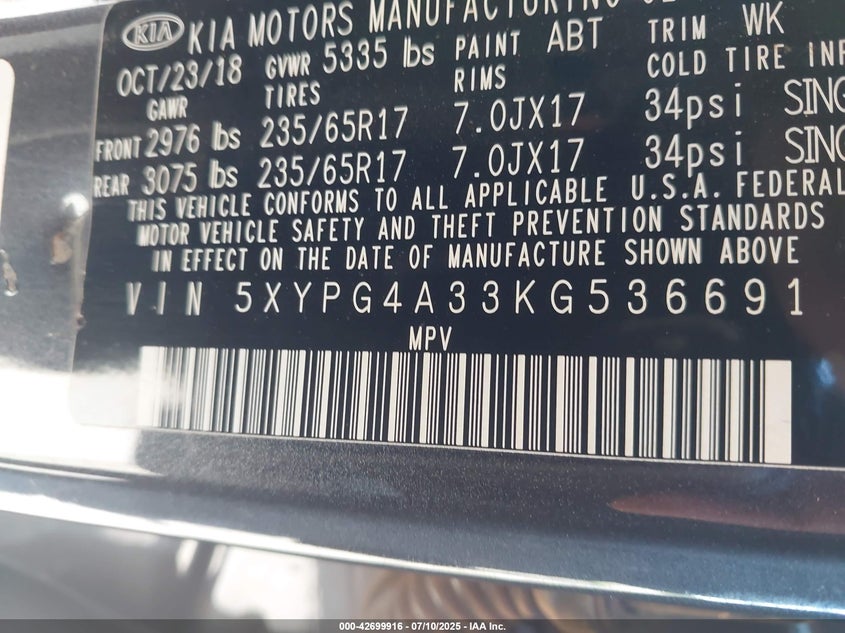 KIA KIA MOTORS MANUFACTURING
OCT/23/18 GVWR 5335 lbs PAINT ABT TRIM WK
GAWR TIRES RIMS COLD TIRE
FRONT 2976 lbs 235/65R17 7.0JX17 34psi
REAR 3075 lbs 235/65R17 7.0JX17 34psi
THIS VEHICLE CONFORMS TO ALL APPLICABLE U.S.A. FEDERAL
MOTOR VEHICLE SAFETY AND THEFT PREVENTION STANDARDS
IN EFFECT ON THE DATE OF MANUFACTURE SHOWN ABOVE
VIN 5XYPG4A33KG536691
MPV
000-42699916 - 07/10/2025 - IAA Inc.